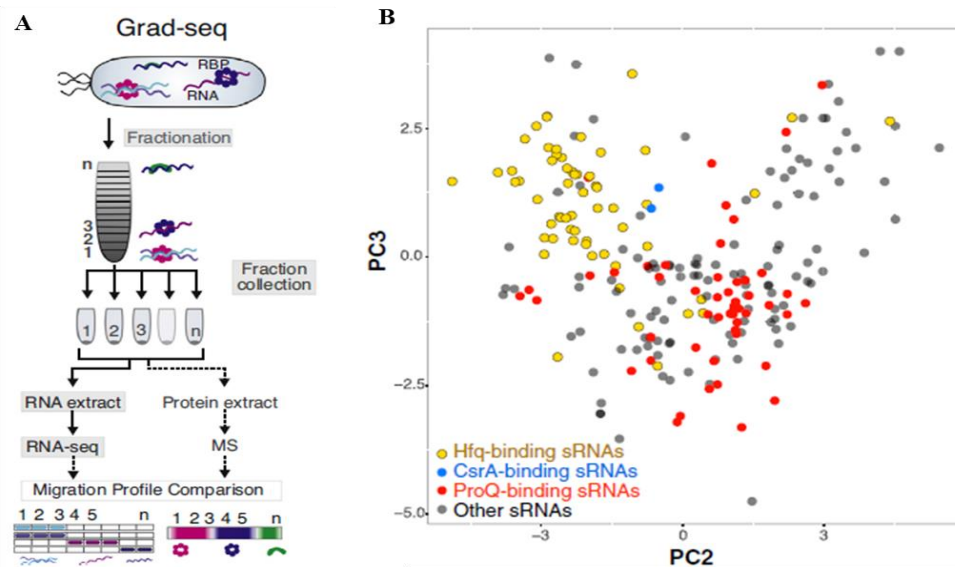 A
Grad-seq
RBP
RNA
Fractionation
n
3
2
1
Fraction
collection
1 2 3 n
RNA extract Protein extract
RNA-seq MS
Migration Profile Comparison
1 2 3 4 5 n 1 2 3 4 5 n
B
PC3
2.5
0.0
−2.5
−5.0
Hfq-binding sRNAs
CsrA-binding sRNAs
ProQ-binding sRNAs
Other sRNAs
−3 0 3
PC2